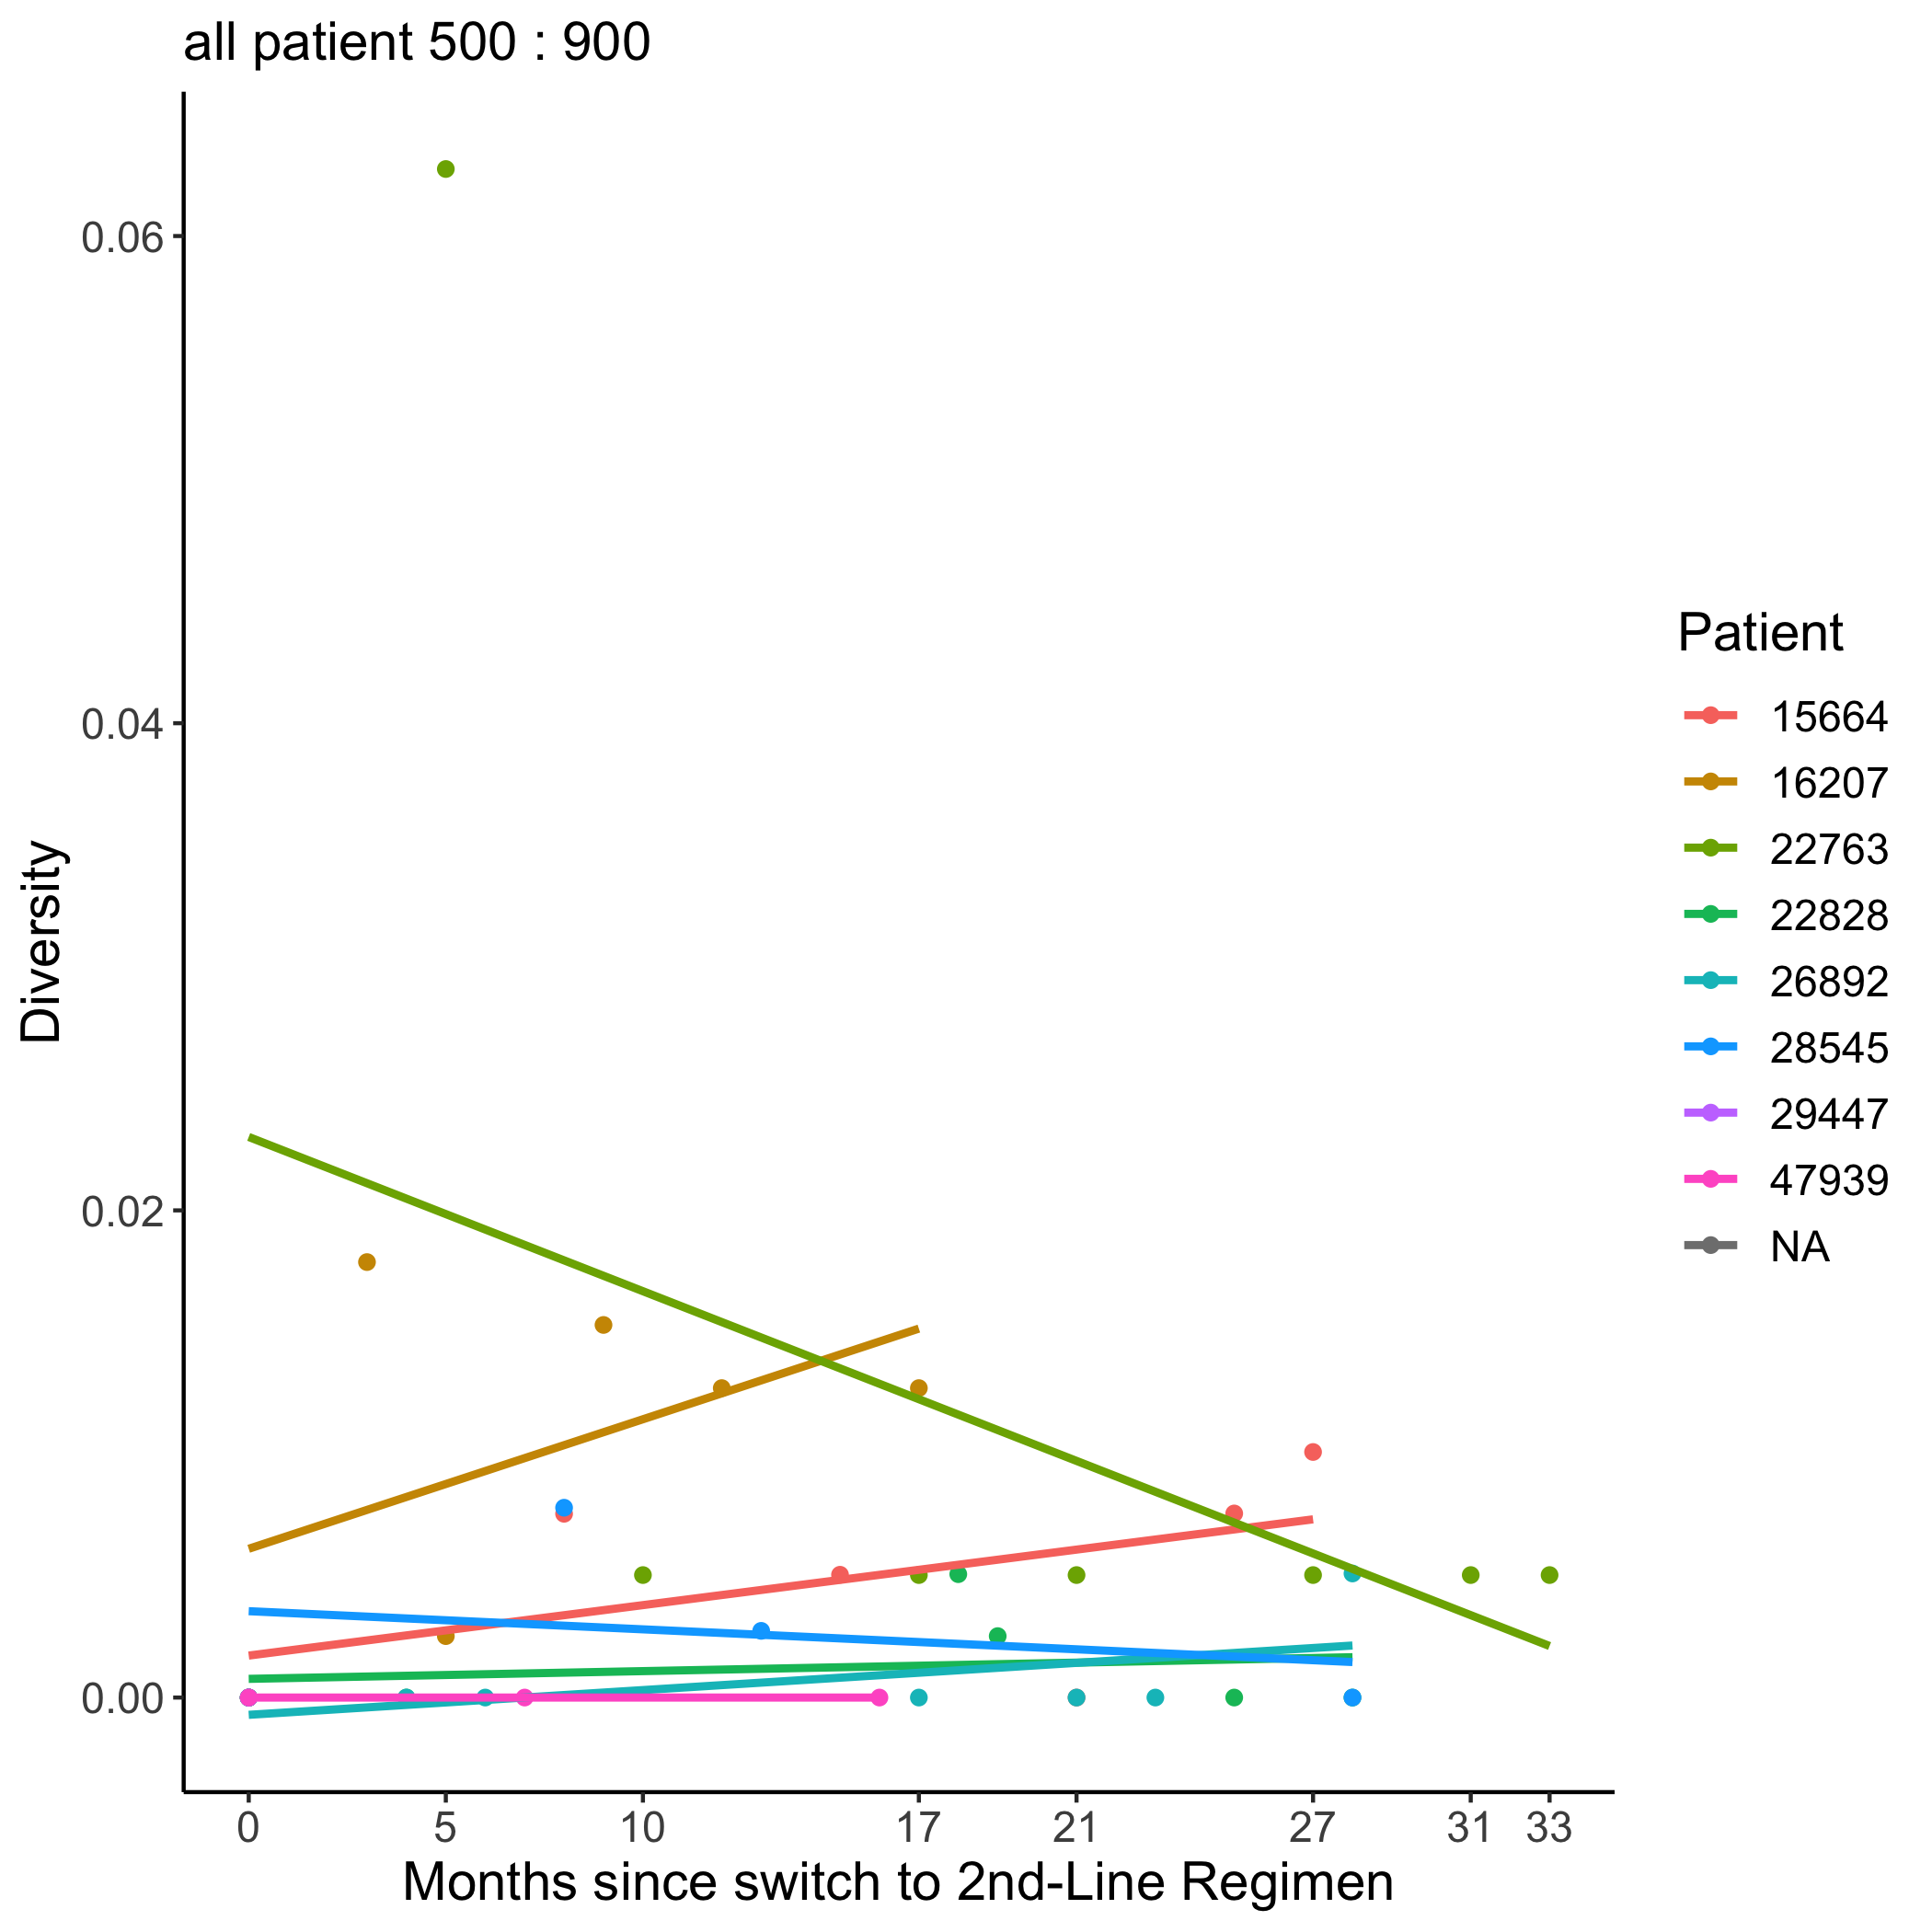 all patient 500 : 900
0.06
0.04
0.02
0.00
Diversity
0 5 10 17 21 27 31 33
Months since switch to 2nd-Line Regimen
Patient
15664
16207
22763
22828
26892
28545
29447
47939
NA